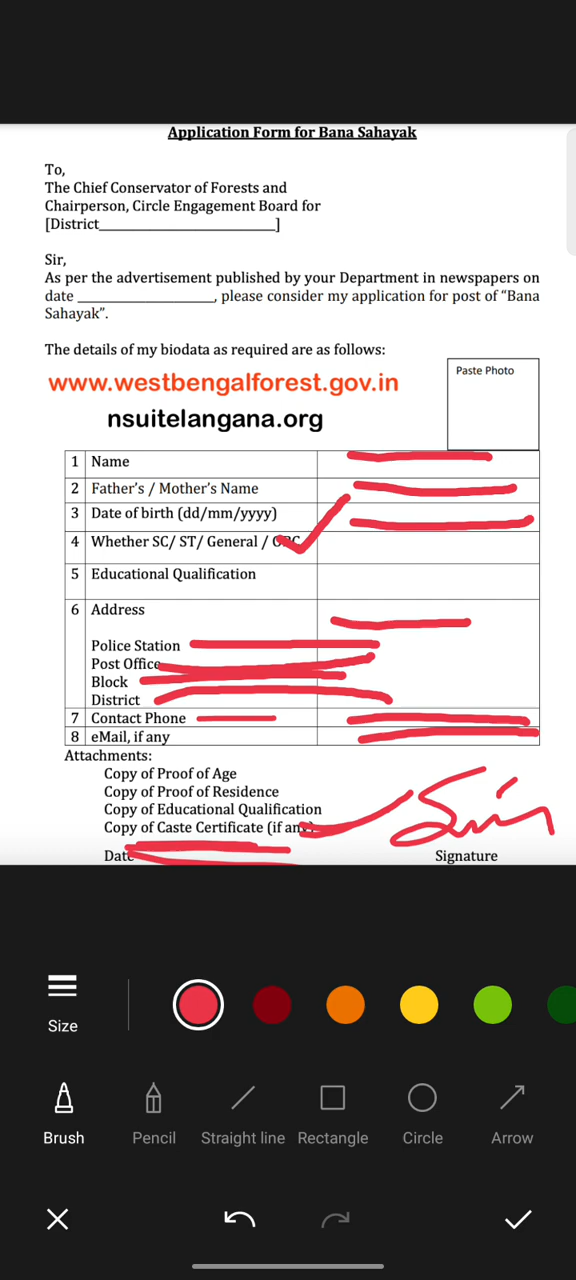 Application Form for Bana Sahayak
To,
The Chief Conservator of Forests and
Chairperson, Circle Engagement Board for
[District_________________________]
Sir,
As per the advertisement published by your Department in newspapers on
date ____________________, please consider my application for post of “Bana
Sahayak”.
The details of my biodata as required are as follows:
Paste Photo
www.westbengalforest.gov.in
nsuitelangana.org
1 Name
2 Father’s / Mother’s Name
3 Date of birth (dd/mm/yyyy)
4 Whether SC/ ST/ General / OBC
5 Educational Qualification
6 Address
Police Station
Post Office
Block
District
7 Contact Phone
8 eMail, if any
Attachments:
Copy of Proof of Age
Copy of Proof of Residence
Copy of Educational Qualification
Copy of Caste Certificate (if any)
Date
Signature
Size
Brush Pencil Straight line Rectangle Circle Arrow